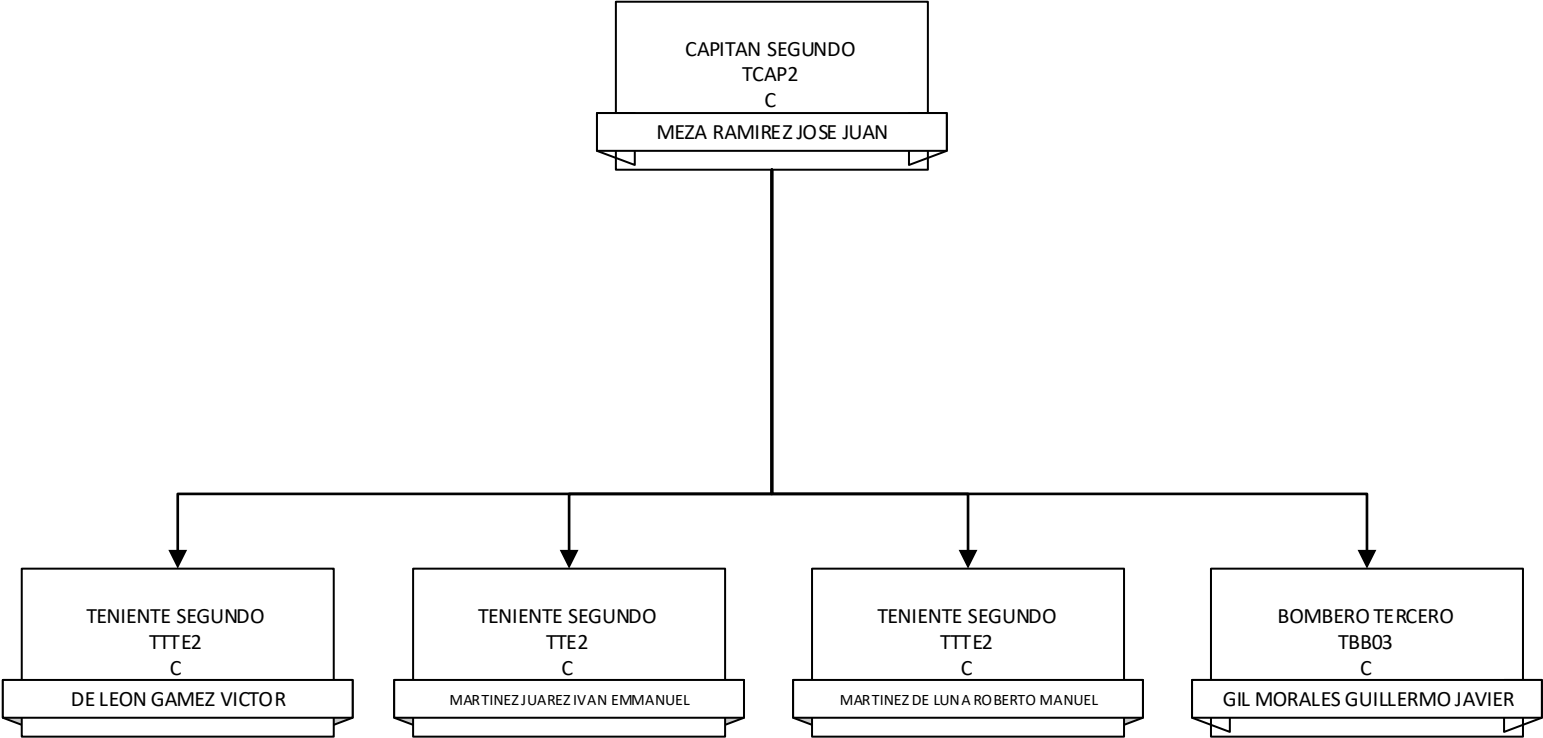 CAPITAN SEGUNDO
TCAP2
C
MEZA RAMIREZ JOSE JUAN
TENIENTE SEGUNDO
TTTE2
C
DE LEON GAMEZ VICTOR
TENIENTE SEGUNDO
TTE2
C
MARTINEZ JUAREZ IVAN EMMANUEL
TENIENTE SEGUNDO
TTTE2
C
MARTINEZ DE LUNA ROBERTO MANUEL
BOMBERO TERCERO
TBB03
C
GIL MORALES GUILLERMO JAVIER